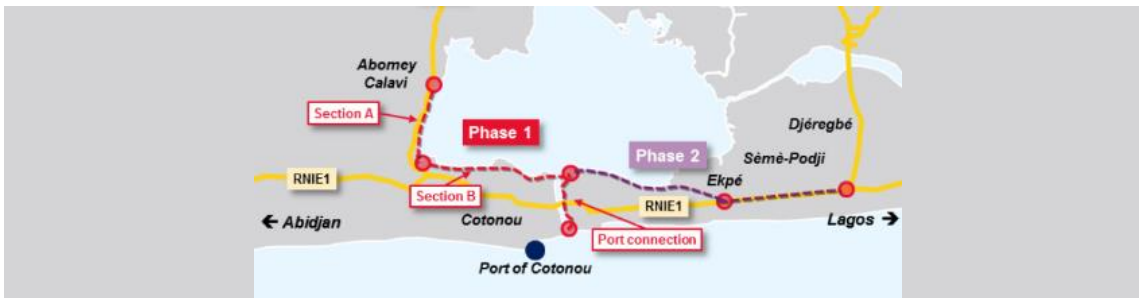 Abomey
Calavi
Section A
Phase 1
Djéregbé
Phase 2
Sèmè-Podji
Ekpé
RNIE1
Section B
RNIE1
← Abidjan
Cotonou
Lagos →
Port connection
Port of Cotonou